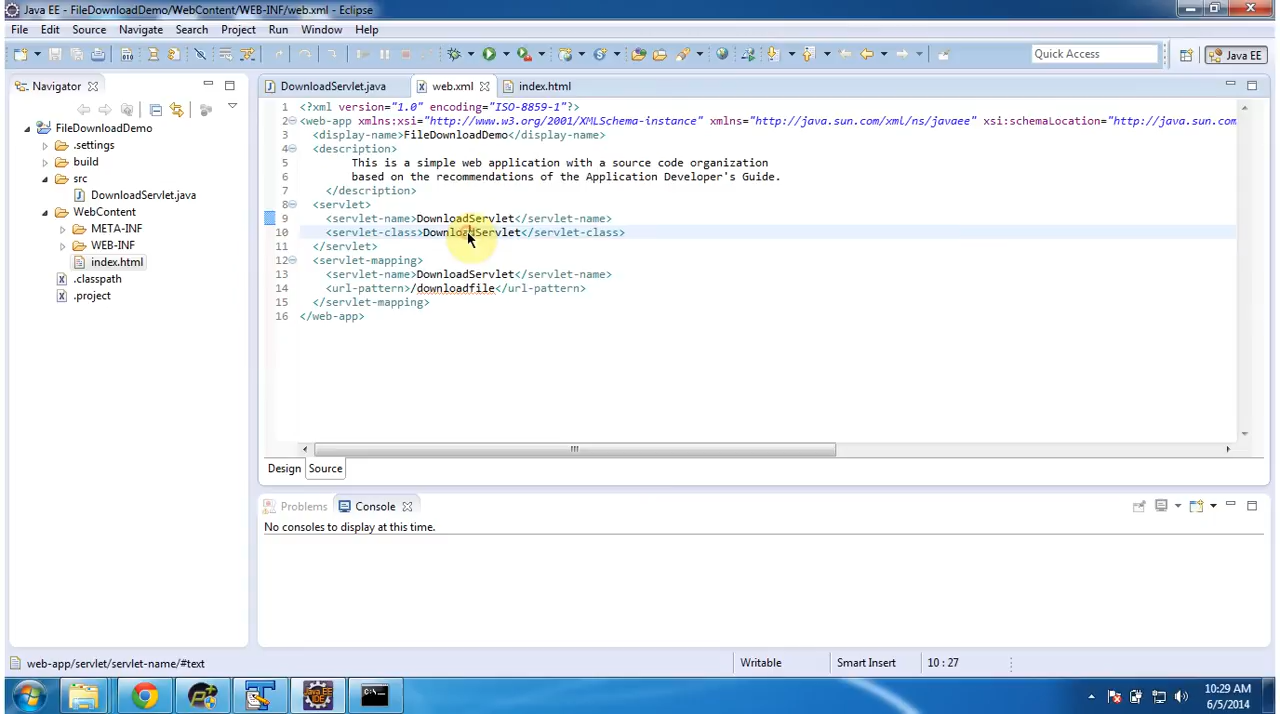 Java EE - FileDownloadDemo/WebContent/WEB-INF/web.xml - Eclipse
File Edit Source Navigate Search Project Run Window Help
Quick Access
Java EE
Navigator
DownloadServlet.java
web.xml
index.html
FileDownloadDemo
.settings
build
src
DownloadServlet.java
WebContent
META-INF
WEB-INF
index.html
.classpath
.project
1 <?xml version="1.0" encoding="ISO-8859-1"?>
2 <web-app xmlns:xsi="http://www.w3.org/2001/XMLSchema-instance" xmlns="http://java.sun.com/xml/ns/javaee" xsi:schemaLocation="http://java.sun.com/xml
3 <display-name>FileDownloadDemo</display-name>
4 <description>
5 This is a simple web application with a source code organization
6 based on the recommendations of the Application Developer's Guide.
7 </description>
8 <servlet>
9 <servlet-name>DownloadServlet</servlet-name>
10 <servlet-class>DownloadServlet</servlet-class>
11 </servlet>
12 <servlet-mapping>
13 <servlet-name>DownloadServlet</servlet-name>
14 <url-pattern>/downloadfile</url-pattern>
15 </servlet-mapping>
16 </web-app>
Design Source
Problems Console
No consoles to display at this time.
web-app/servlet/servlet-name/#text
Writable
Smart Insert
10 : 27
Java EE IDE
10:29 AM
6/5/2014